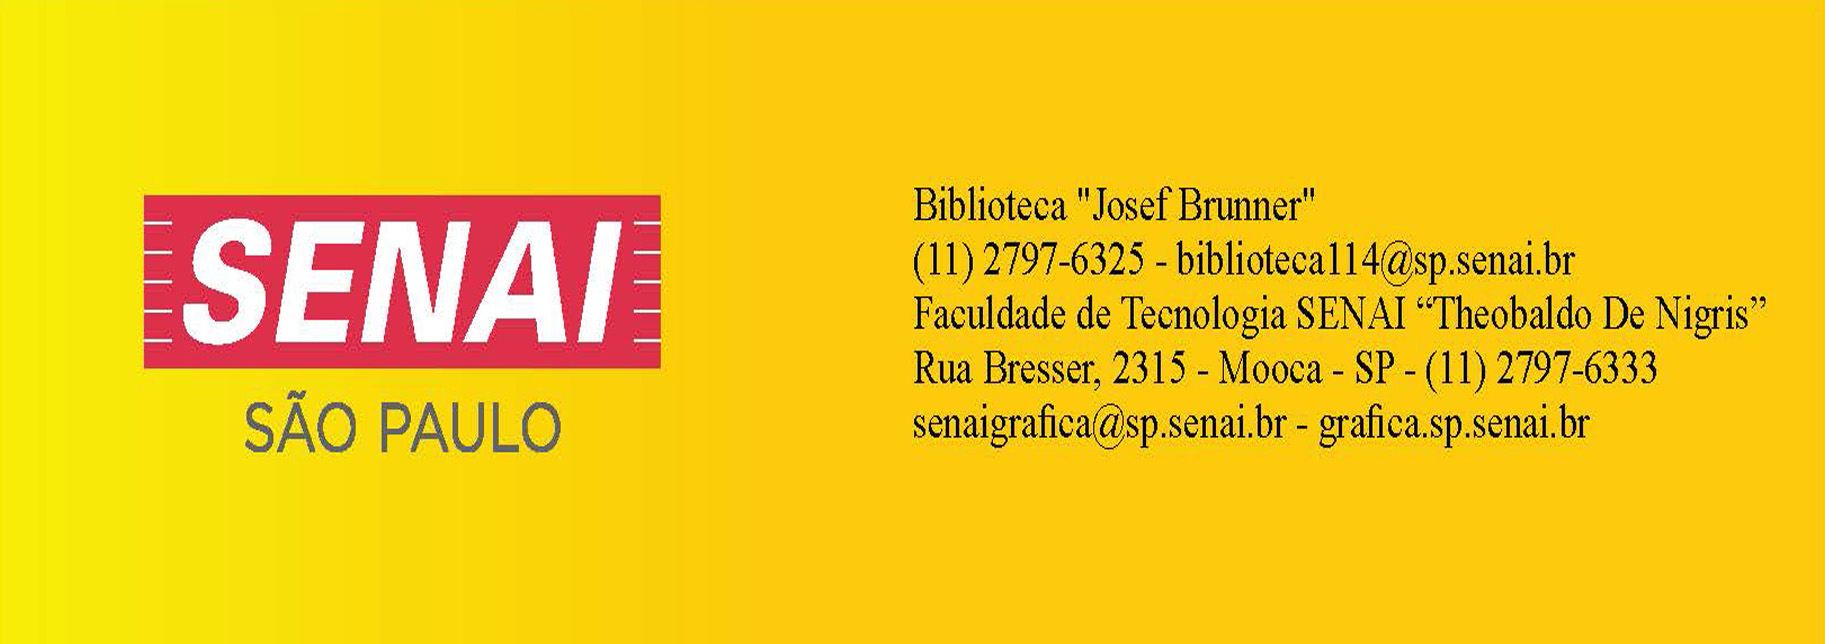 SENAI
SÃO PAULO
Biblioteca "Josef Brunner"
(11) 2797-6325 - biblioteca114@sp.senai.br
Faculdade de Tecnologia SENAI “Theobaldo De Nigris”
Rua Bresser, 2315 - Mooca - SP - (11) 2797-6333
senaigrafica@sp.senai.br - grafica.sp.senai.br